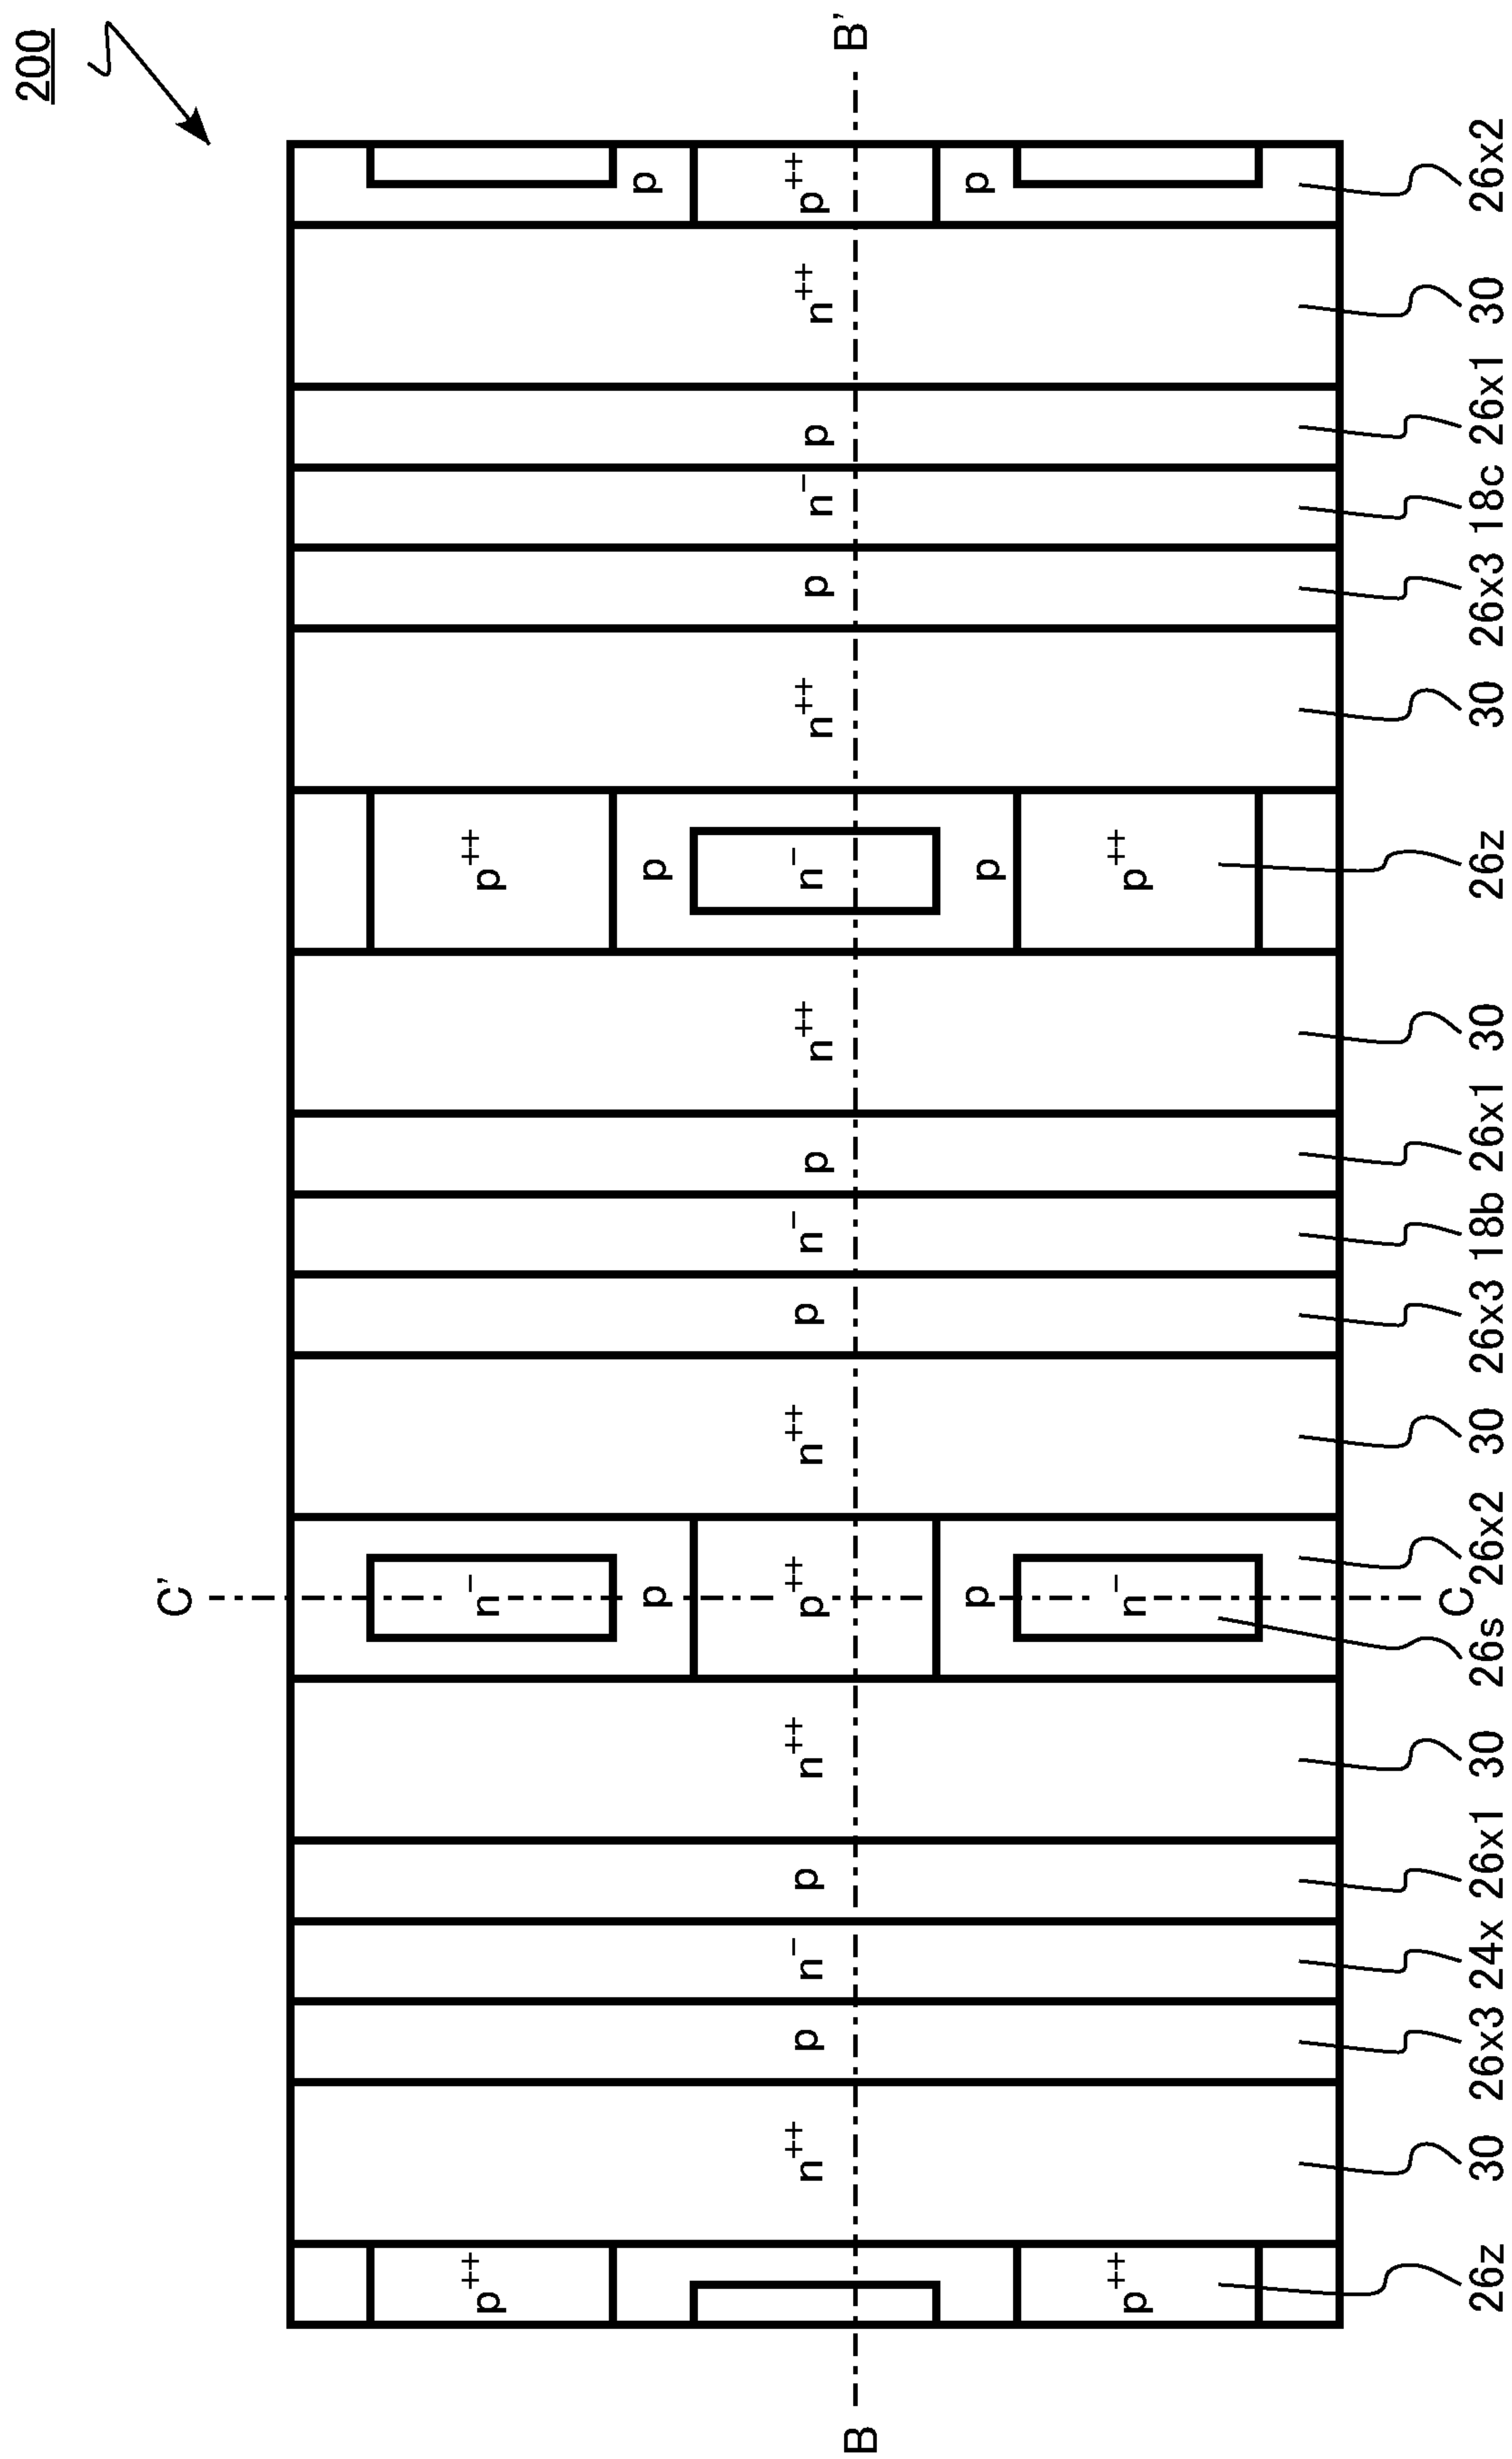 200
C'
p++ n− p++
p p p
n++ p n− p n++ p++ n++ p n− p n++ n− n++ p n− p n++ p++
B B'
p p p
p++ n− p++
C
26z 30 26x3 24x 26x1 30 26s 26x2 30 26x3 18b 26x1 30 26z 30 26x3 18c 26x1 30 26x2